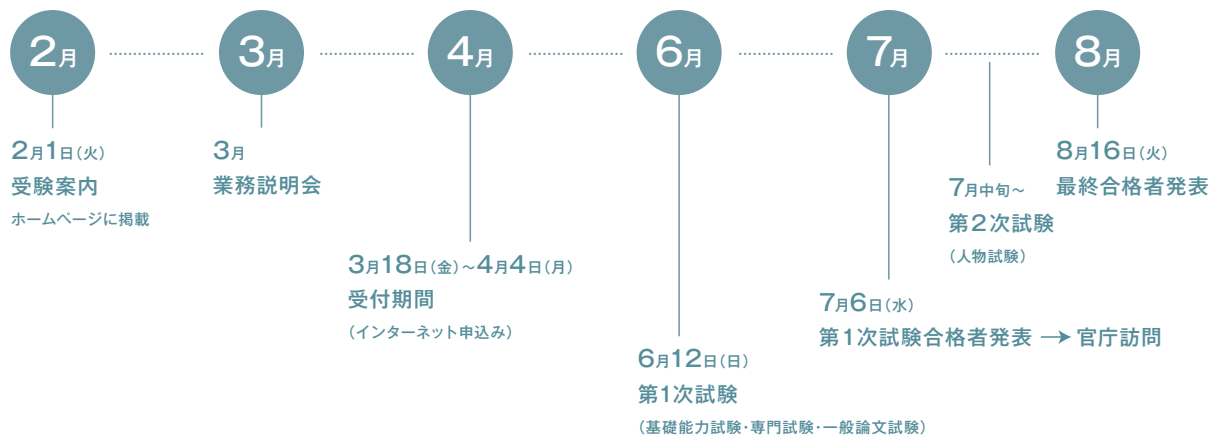 2月
3月
4月
6月
7月
8月
2月1日(火)
受験案内
ホームページに掲載
3月
業務説明会
3月18日(金)～4月4日(月)
受付期間
(インターネット申込み)
6月12日(日)
第1次試験
(基礎能力試験・専門試験・一般論文試験)
7月6日(水)
第1次試験合格者発表 → 官庁訪問
7月中旬～
第2次試験
(人物試験)
8月16日(火)
最終合格者発表